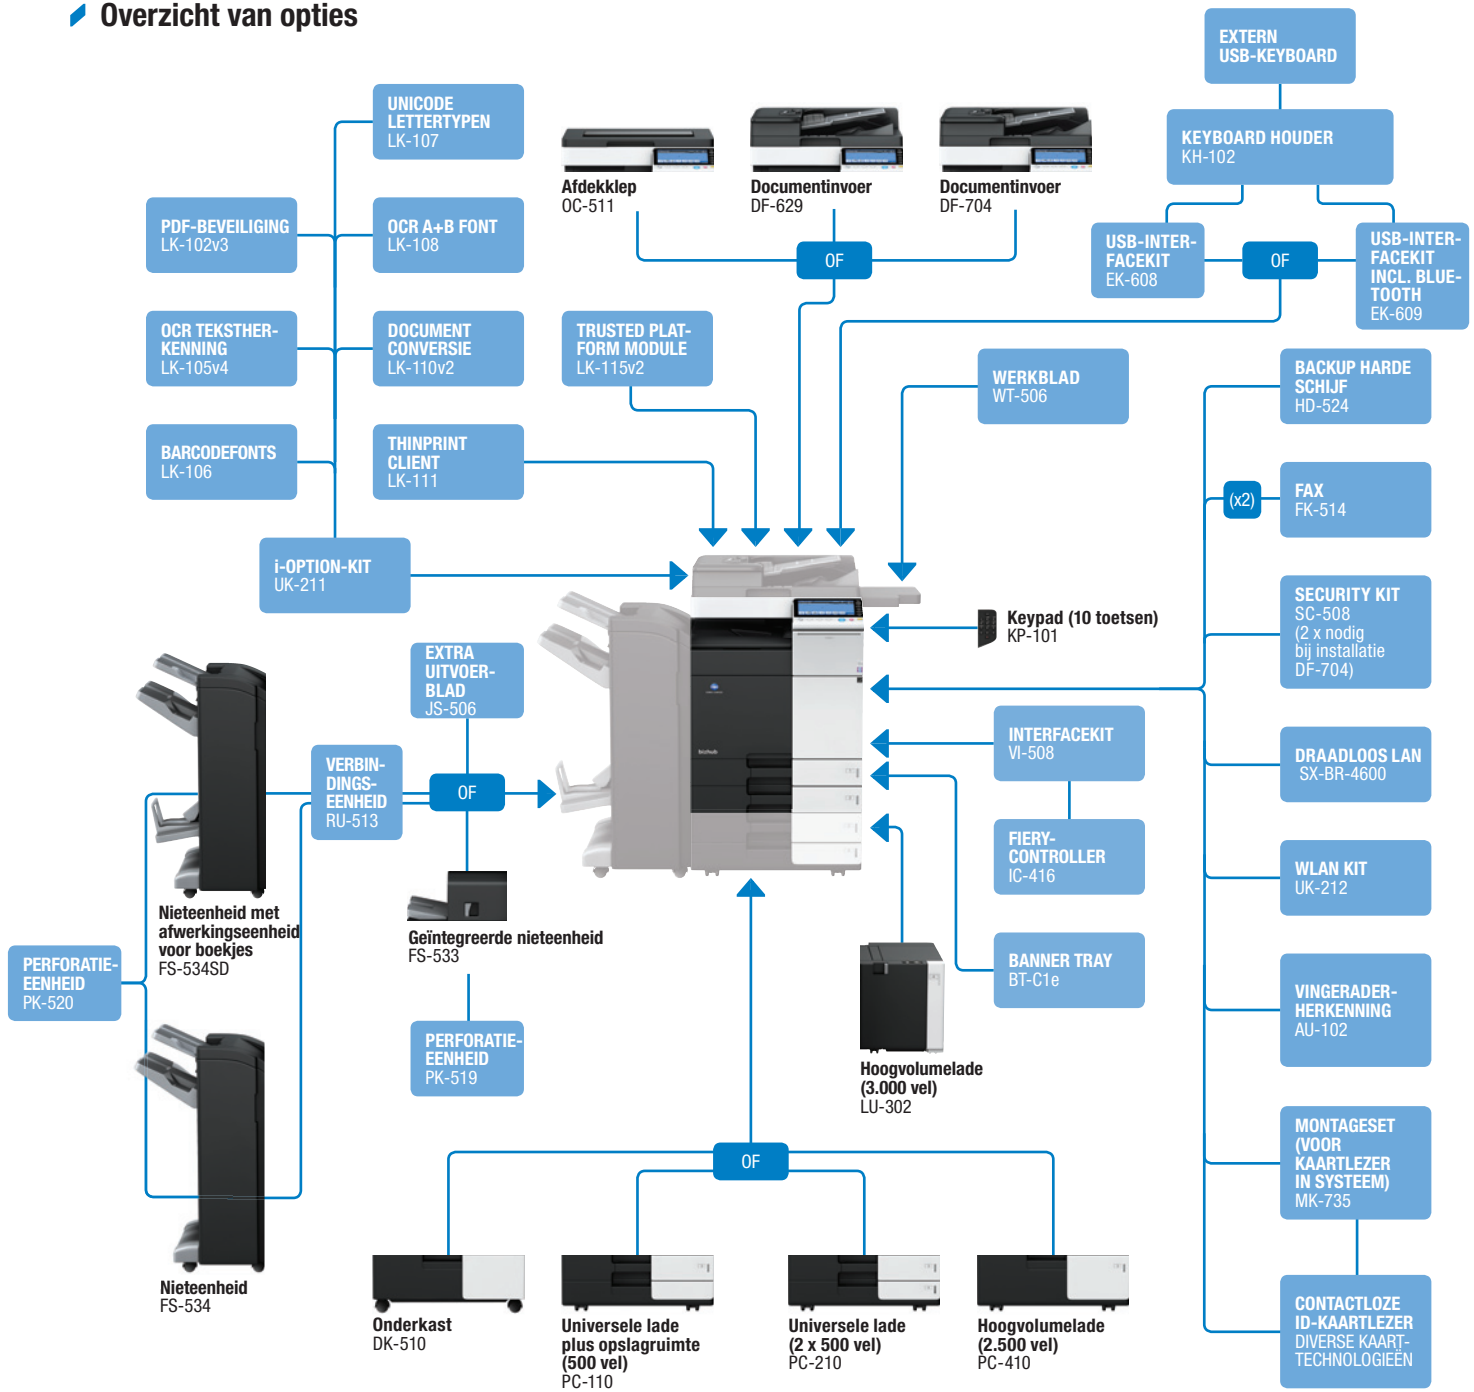 Overzicht van opties
EXTERN
USB-KEYBOARD
UNICODE
LETTERTYPEN
LK-107
KEYBOARD HOUDER
KH-102
Afdekklep
OC-511
Documentinvoer
DF-629
Documentinvoer
DF-704
PDF-BEVEILIGING
LK-102v3
OCR A+B FONT
LK-108
OF
USB-INTER-
FACEKIT
EK-608
OF
USB-INTER-
FACEKIT
INCL. BLUE-
TOOTH
EK-609
OCR TEKSTHER-
KENNING
LK-105v4
DOCUMENT
CONVERSIE
LK-110v2
TRUSTED PLAT-
FORM MODULE
LK-115v2
WERKBLAD
WT-506
BACKUP HARDE
SCHIJF
HD-524
BARCODEFONTS
LK-106
THINPRINT
CLIENT
LK-111
(x2)
FAX
FK-514
i-OPTION-KIT
UK-211
SECURITY KIT
SC-508
(2 x nodig
bij installatie
DF-704)
Keypad (10 toetsen)
KP-101
EXTRA
UITVOER-
BLAD
JS-506
bizhub
INTERFACEKIT
VI-508
DRAADLOOS LAN
SX-BR-4600
VERBIN-
DINGS-
EENHEID
RU-513
OF
FIERY-
CONTROLLER
IC-416
WLAN KIT
UK-212
Nieteenheid met
afwerkingseenheid
voor boekjes
FS-534SD
Geïntegreerde nieteenheid
FS-533
BANNER TRAY
BT-C1e
PERFORATIE-
EENHEID
PK-520
VINGERADER-
HERKENNING
AU-102
PERFORATIE-
EENHEID
PK-519
Hoogvolumelade
(3.000 vel)
LU-302
MONTAGESET
(VOOR
KAARTLEZER
IN SYSTEEM)
MK-735
OF
Nieteenheid
FS-534
CONTACTLOZE
ID-KAARTLEZER
DIVERSE KAART-
TECHNOLOGIEËN
Onderkast
DK-510
Universele lade
plus opslagruimte
(500 vel)
PC-110
Universele lade
(2 x 500 vel)
PC-210
Hoogvolumelade
(2.500 vel)
PC-410